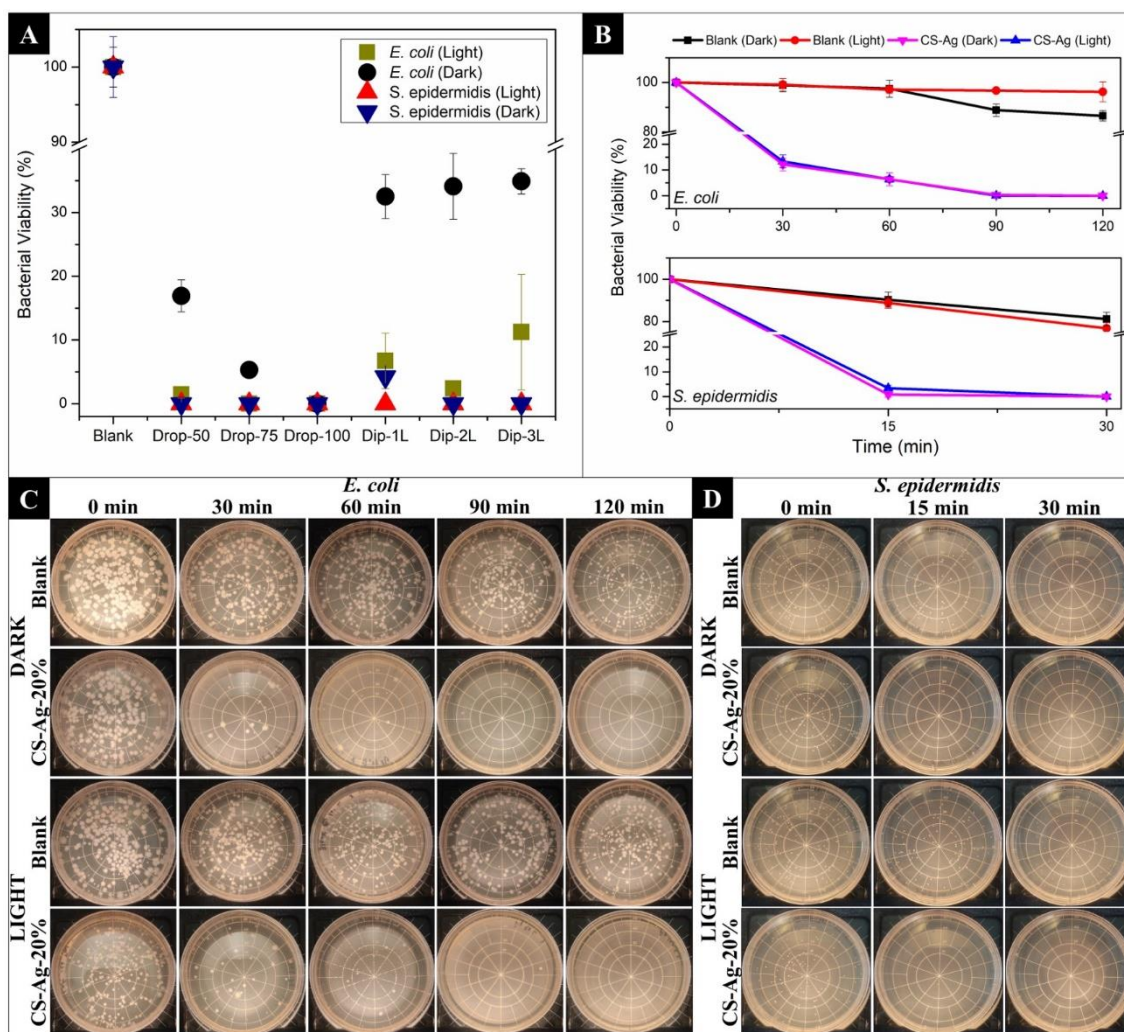 A
E. coli (Light)
E. coli (Dark)
S. epidermidis (Light)
S. epidermidis (Dark)
Bacterial Viability (%)
100
90
30
20
10
0
Blank Drop-50 Drop-75 Drop-100 Dip-1L Dip-2L Dip-3L
B
Blank (Dark) Blank (Light) CS-Ag (Dark) CS-Ag (Light)
Bacterial Viability (%)
100
80
20
10
0
E. coli
0 30 60 90 120
100
80
20
10
0
S. epidermidis
0 15 30
Time (min)
C
E. coli
0 min 30 min 60 min 90 min 120 min
DARK
Blank
CS-Ag-20%
LIGHT
Blank
CS-Ag-20%
D
S. epidermidis
0 min 15 min 30 min
DARK
Blank
CS-Ag-20%
LIGHT
Blank
CS-Ag-20%